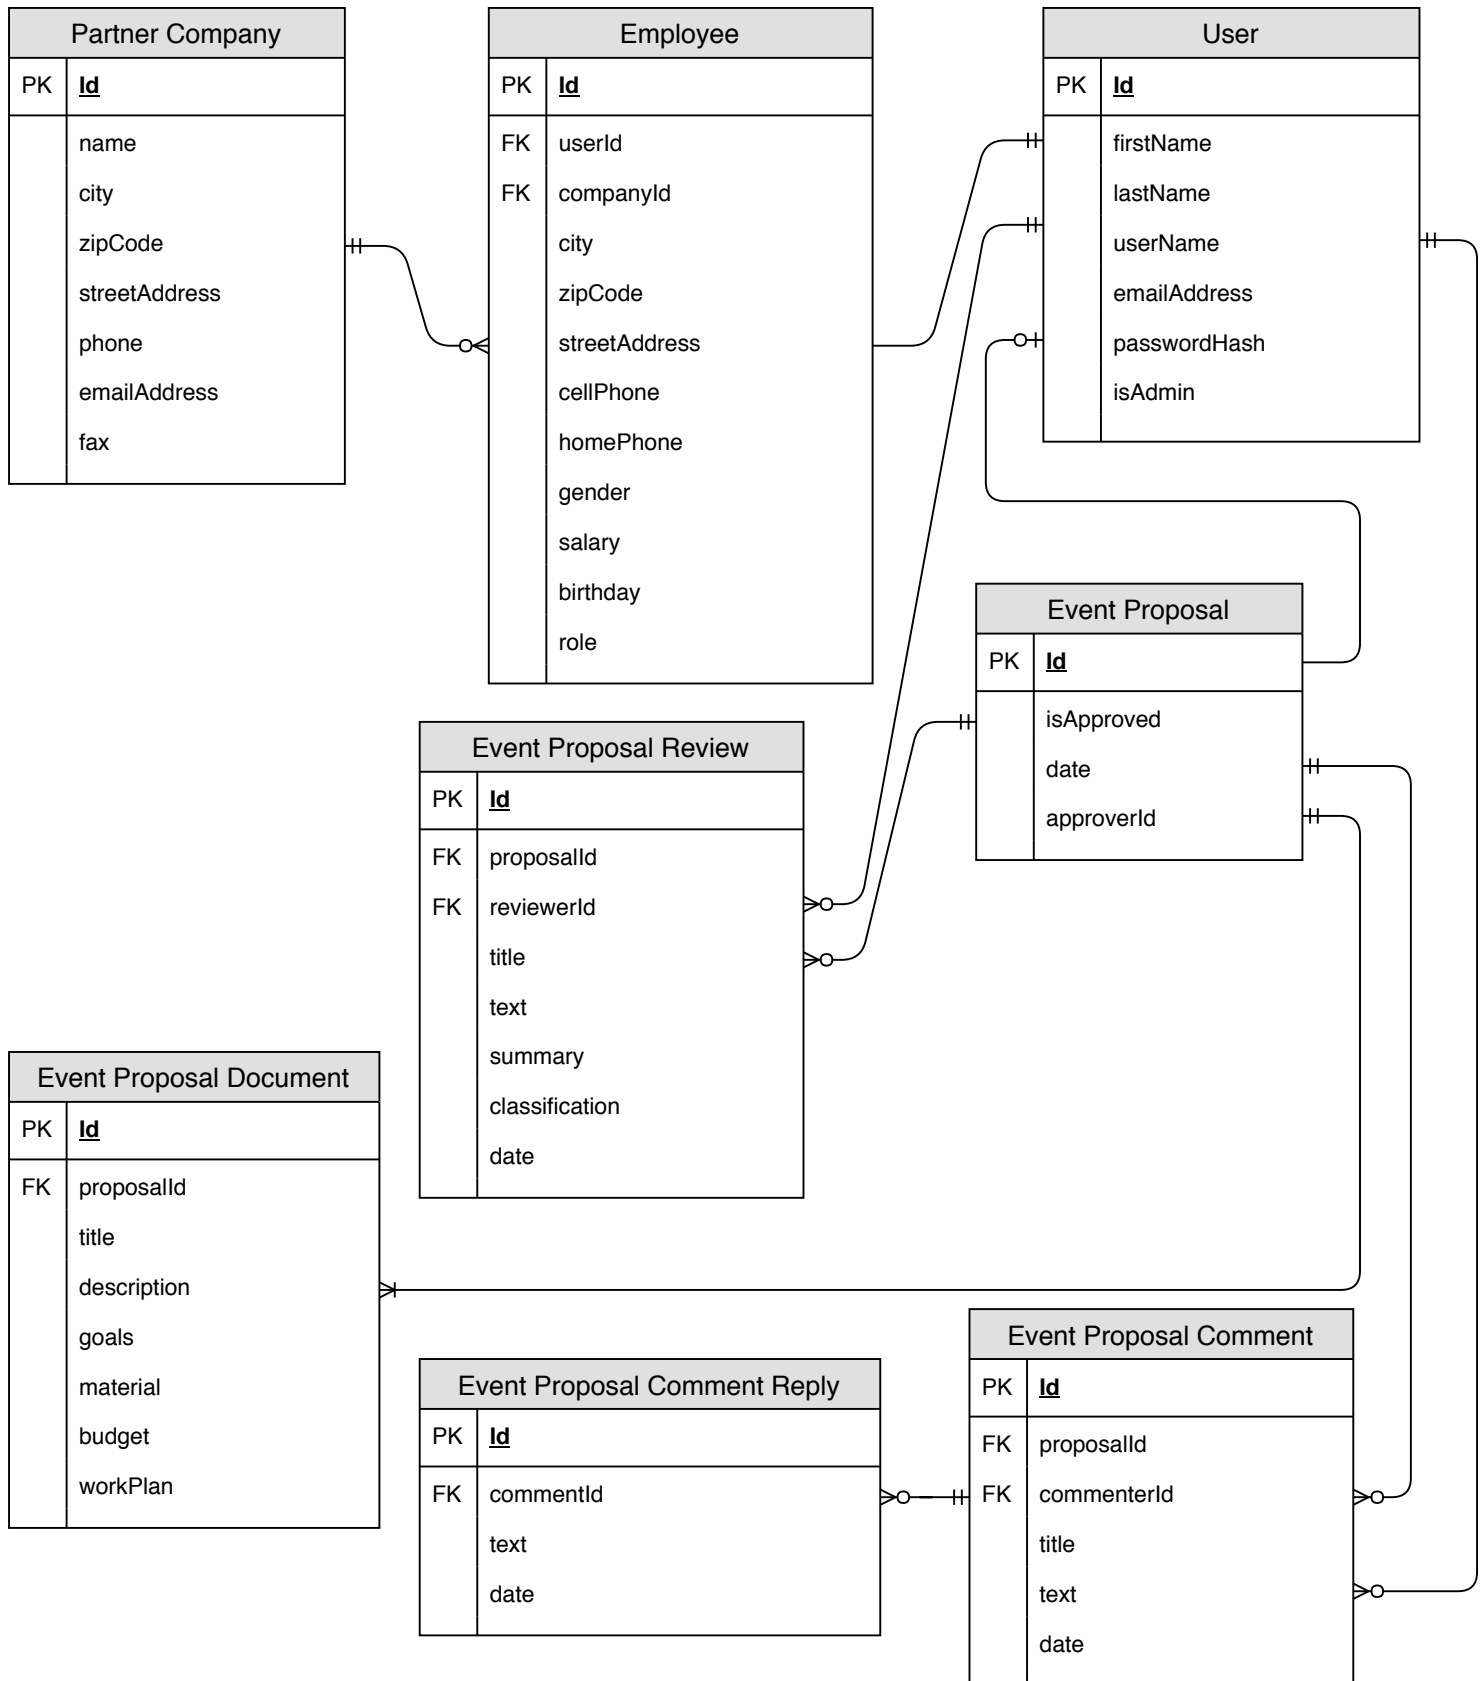 Partner Company
PK Id
name
city
zipCode
streetAddress
phone
emailAddress
fax
Employee
PK Id
FK userId
FK companyId
city
zipCode
streetAddress
cellPhone
homePhone
gender
salary
birthday
role
User
PK Id
firstName
lastName
userName
emailAddress
passwordHash
isAdmin
Event Proposal
PK Id
isApproved
date
approverId
Event Proposal Review
PK Id
FK proposalId
FK reviewerId
title
text
summary
classification
date
Event Proposal Document
PK Id
FK proposalId
title
description
goals
material
budget
workPlan
Event Proposal Comment Reply
PK Id
FK commentId
text
date
Event Proposal Comment
PK Id
FK proposalId
FK commenterId
title
text
date